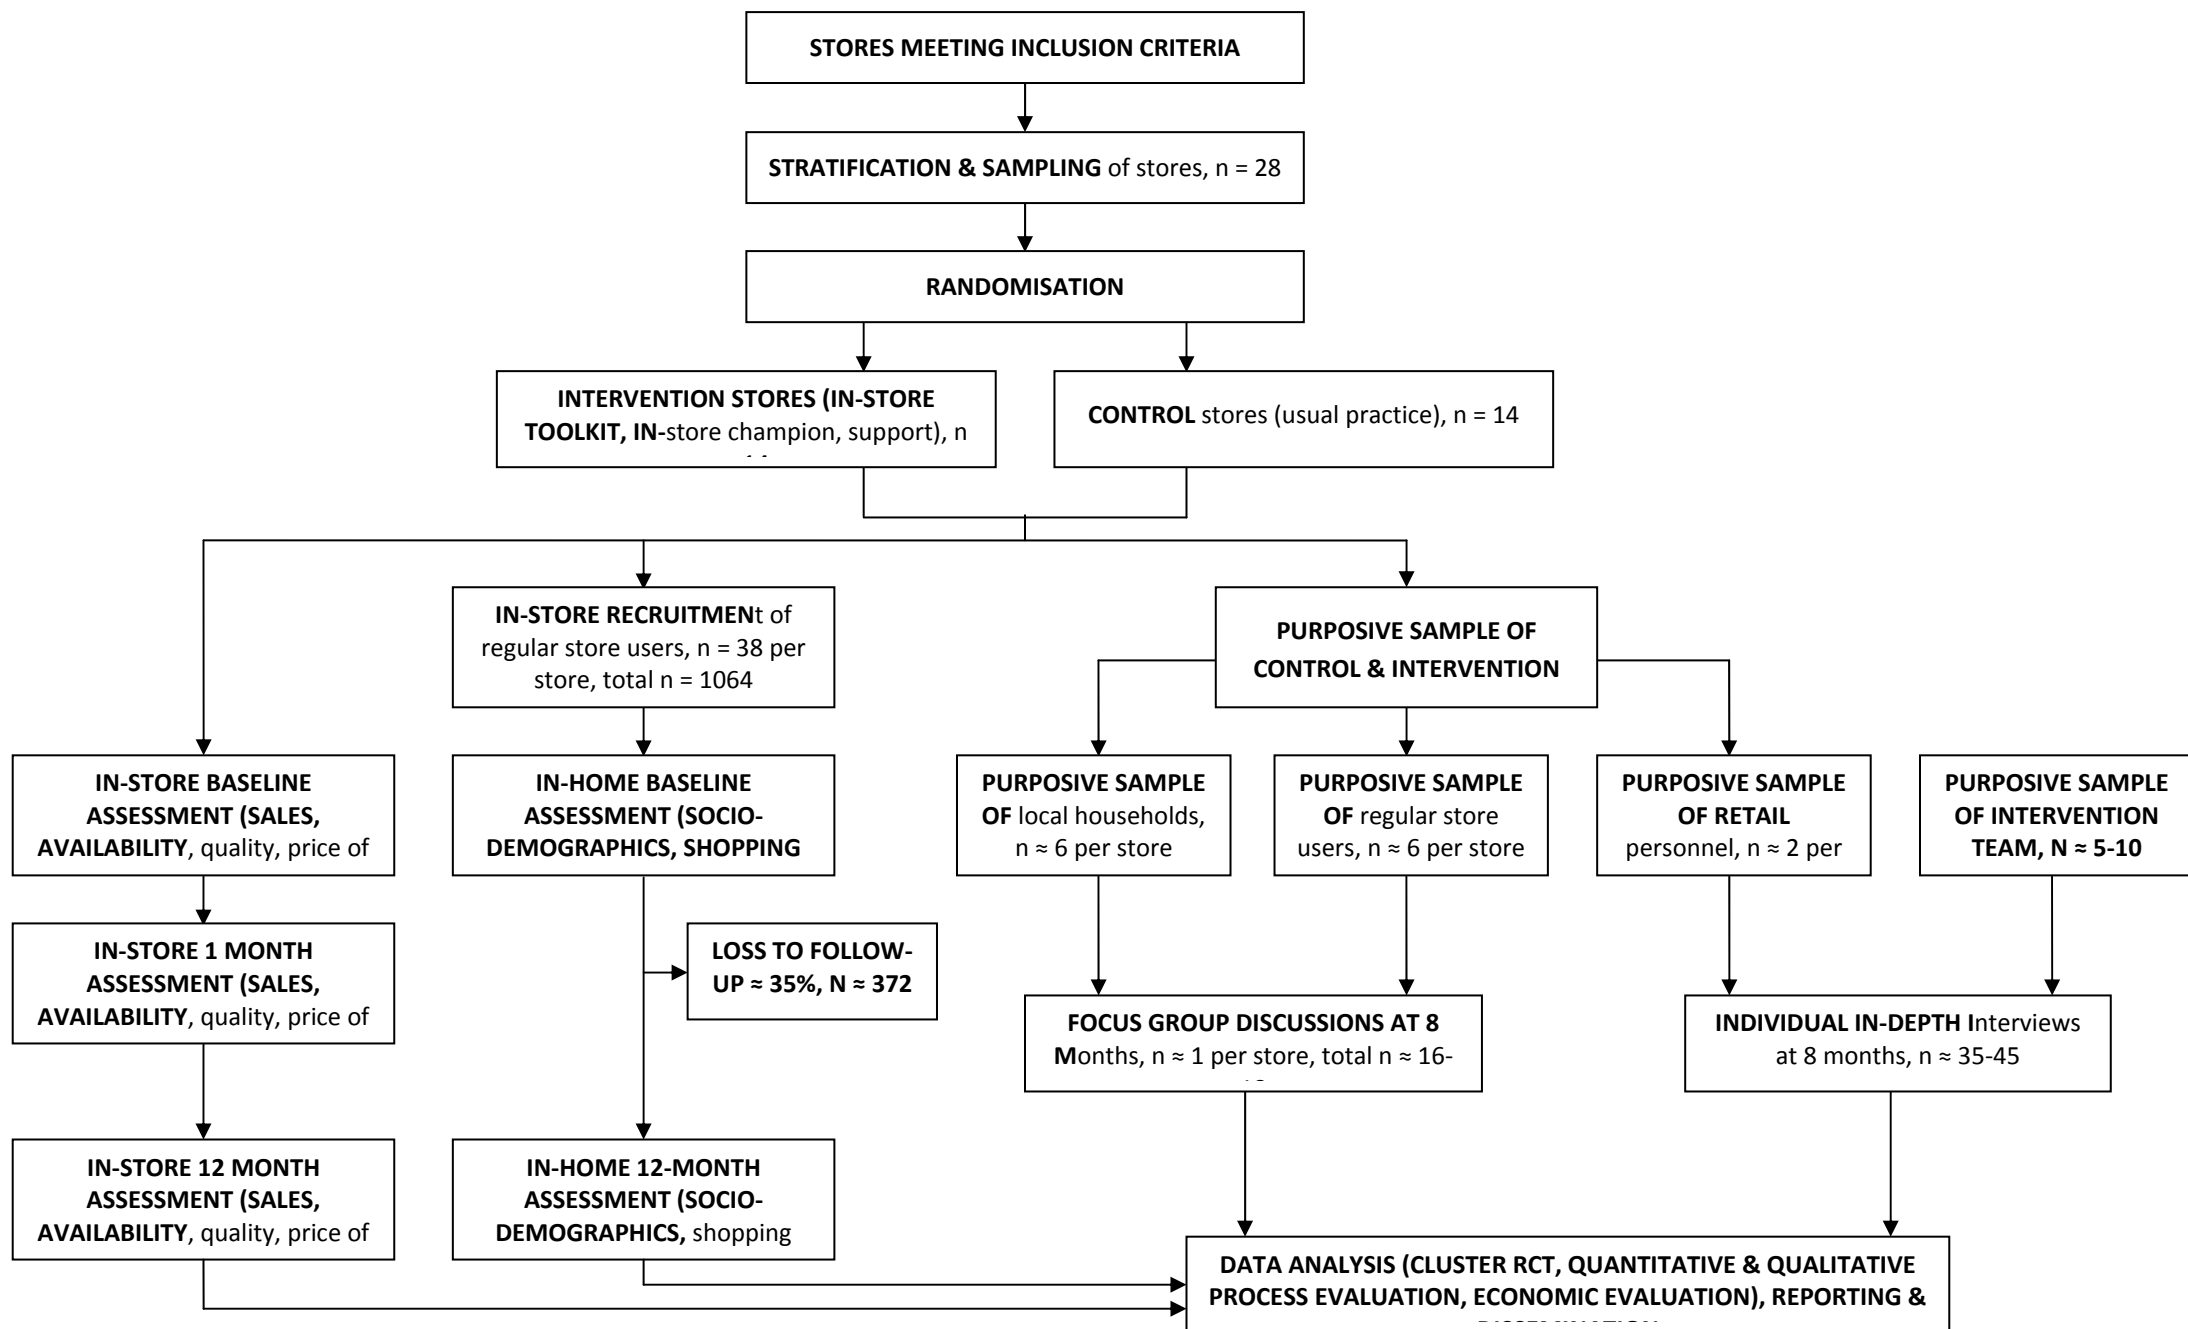 STORES MEETING INCLUSION CRITERIA
STRATIFICATION & SAMPLING of stores, n = 28
RANDOMISATION
INTERVENTION STORES (IN-STORE
TOOLKIT, IN-store champion, support), n
CONTROL stores (usual practice), n = 14
IN-STORE RECRUITMENt of
regular store users, n = 38 per
store, total n = 1064
PURPOSIVE SAMPLE OF
CONTROL & INTERVENTION
IN-STORE BASELINE
ASSESSMENT (SALES,
AVAILABILITY, quality, price of
IN-HOME BASELINE
ASSESSMENT (SOCIO-
DEMOGRAPHICS, SHOPPING
PURPOSIVE SAMPLE
OF local households,
n ≈ 6 per store
PURPOSIVE SAMPLE
OF regular store
users, n ≈ 6 per store
PURPOSIVE SAMPLE
OF RETAIL
personnel, n ≈ 2 per
PURPOSIVE SAMPLE
OF INTERVENTION
TEAM, N ≈ 5-10
IN-STORE 1 MONTH
ASSESSMENT (SALES,
AVAILABILITY, quality, price of
LOSS TO FOLLOW-
UP ≈ 35%, N ≈ 372
FOCUS GROUP DISCUSSIONS AT 8
Months, n ≈ 1 per store, total n ≈ 16-
INDIVIDUAL IN-DEPTH Interviews
at 8 months, n ≈ 35-45
IN-STORE 12 MONTH
ASSESSMENT (SALES,
AVAILABILITY, quality, price of
IN-HOME 12-MONTH
ASSESSMENT (SOCIO-
DEMOGRAPHICS, shopping
DATA ANALYSIS (CLUSTER RCT, QUANTITATIVE & QUALITATIVE
PROCESS EVALUATION, ECONOMIC EVALUATION), REPORTING &